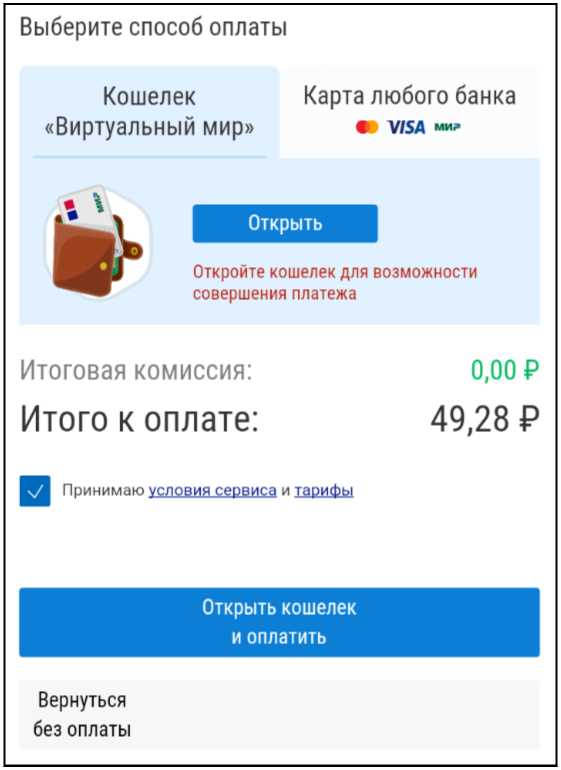 Выберите способ оплаты
Кошелек
«Виртуальный мир»
Карта любого банка
VISA МИР
МИР
Открыть
Откройте кошелек для возможности
совершения платежа
Итоговая комиссия: 0,00 ₽
Итого к оплате: 49,28 ₽
Принимаю условия сервиса и тарифы
Открыть кошелек
и оплатить
Вернуться
без оплаты